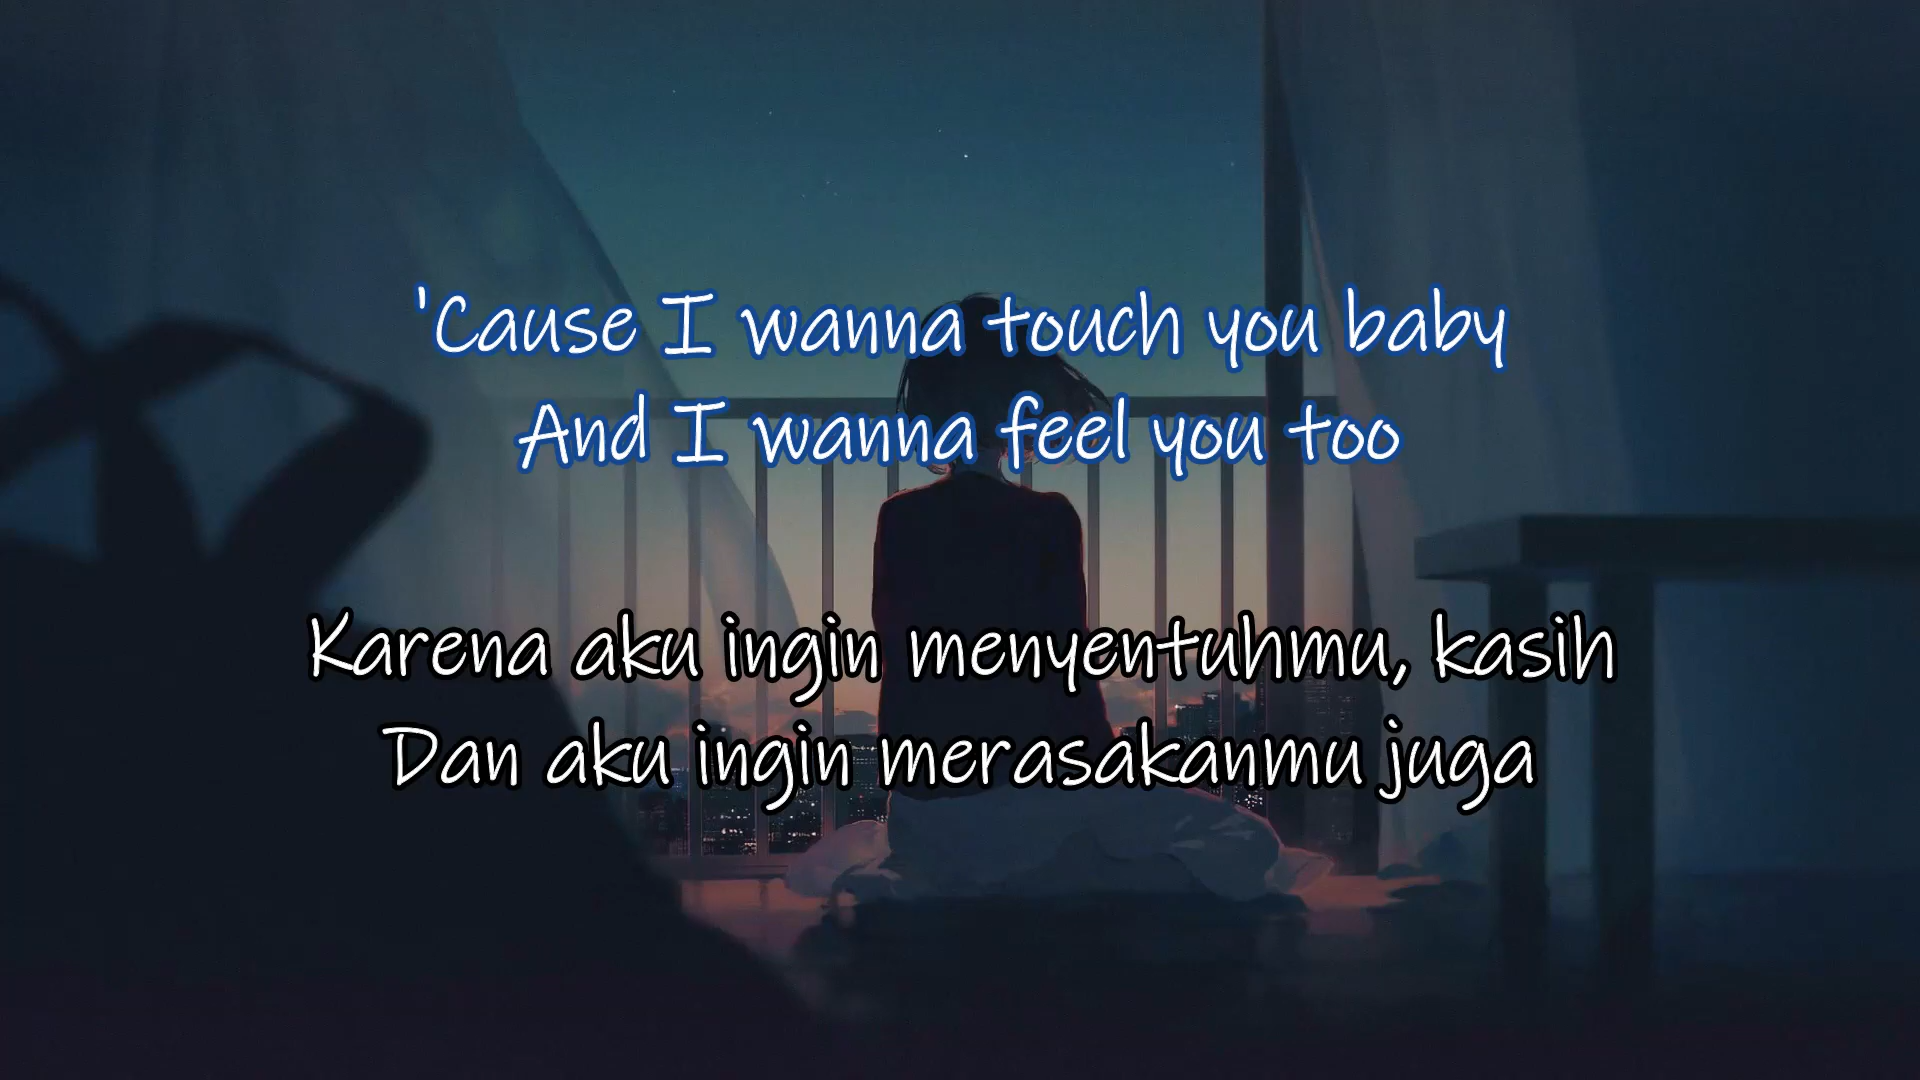 'Cause I wanna touch you baby
And I wanna feel you too
Karena aku ingin menyentuhmu, kasih
Dan aku ingin merasakanmu juga